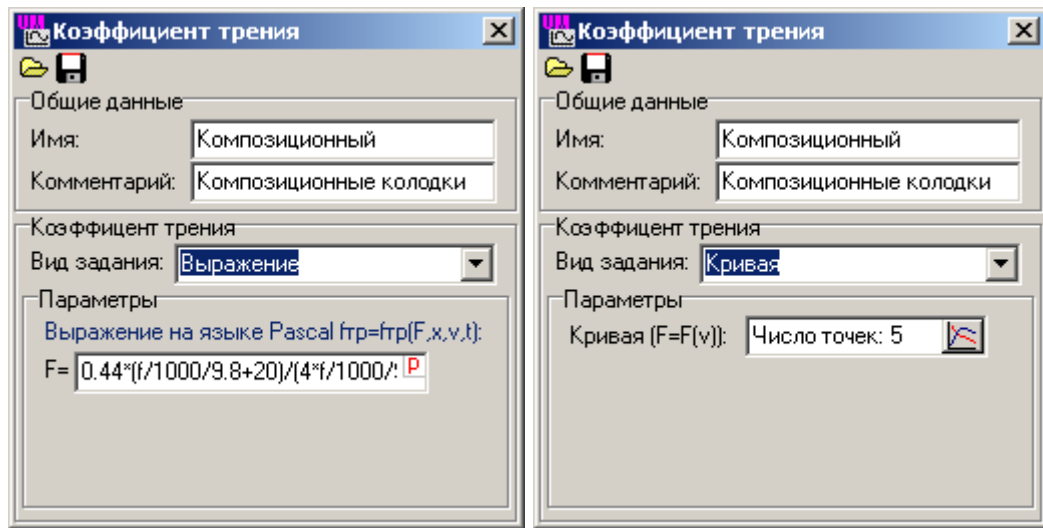 Коэффициент трения
Общие данные
Имя: Композиционный
Комментарий: Композиционные колодки
Коэффицент трения
Вид задания: Выражение
Параметры
Выражение на языке Pascal fтр=fтр(F,x,v,t):
F= 0.44*(f/1000/9.8+20)/(4*f/1000/ P
Коэффициент трения
Общие данные
Имя: Композиционный
Комментарий: Композиционные колодки
Коэффицент трения
Вид задания: Кривая
Параметры
Кривая (F=F(v)): Число точек: 5